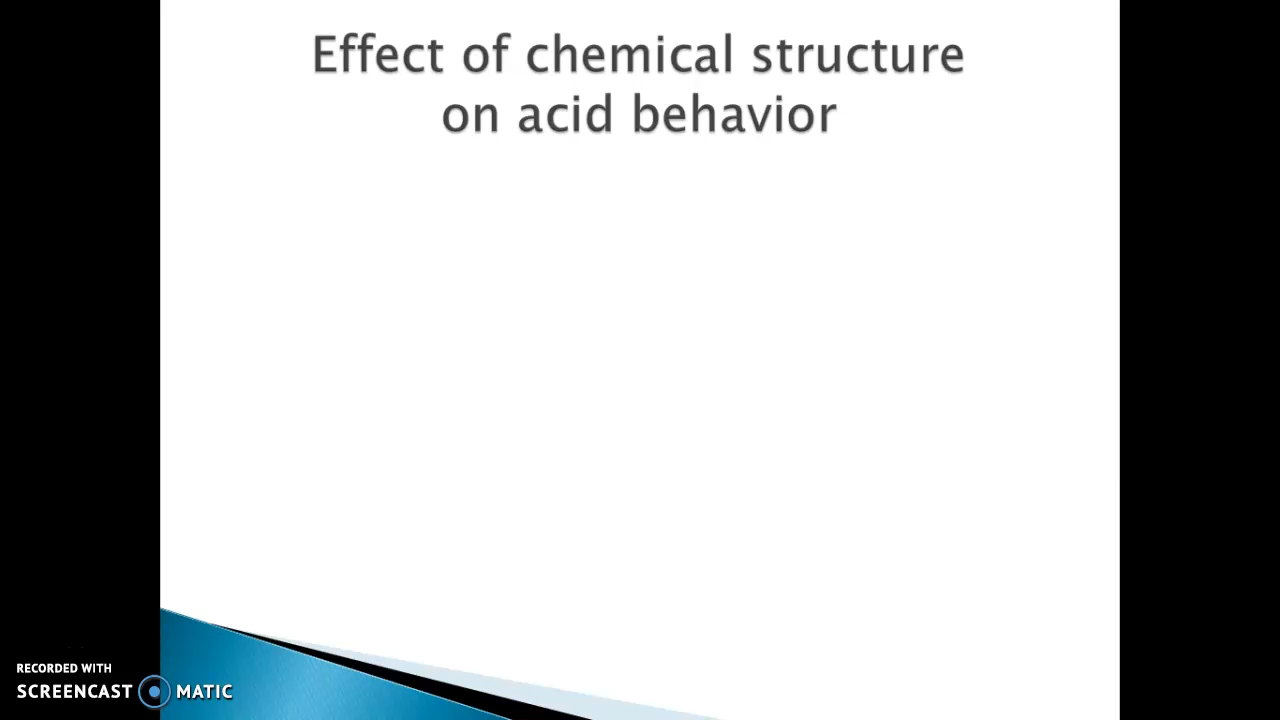 Effect of chemical structure
on acid behavior
RECORDED WITH
SCREENCAST MATIC